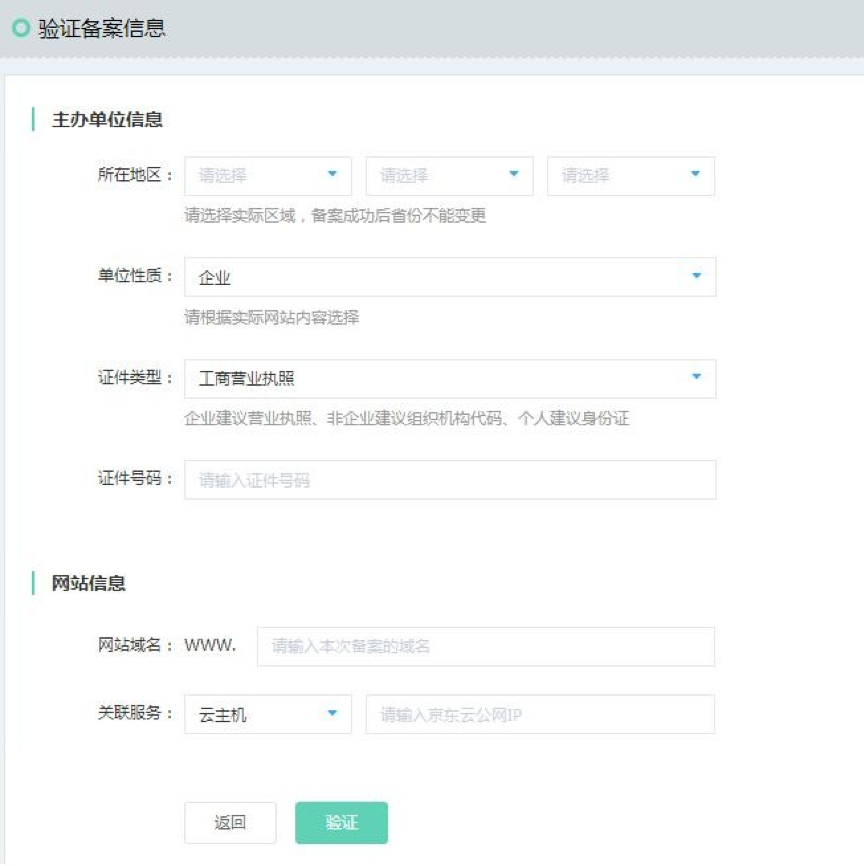 验证备案信息
主办单位信息
所在地区： 请选择 请选择 请选择
请选择实际区域，备案成功后省份不能变更
单位性质： 企业
请根据实际网站内容选择
证件类型： 工商营业执照
企业建议营业执照、非企业建议组织机构代码、个人建议身份证
证件号码： 请输入证件号码
网站信息
网站域名： WWW. 请输入本次备案的域名
关联服务： 云主机 请输入京东云公网IP
返回 验证